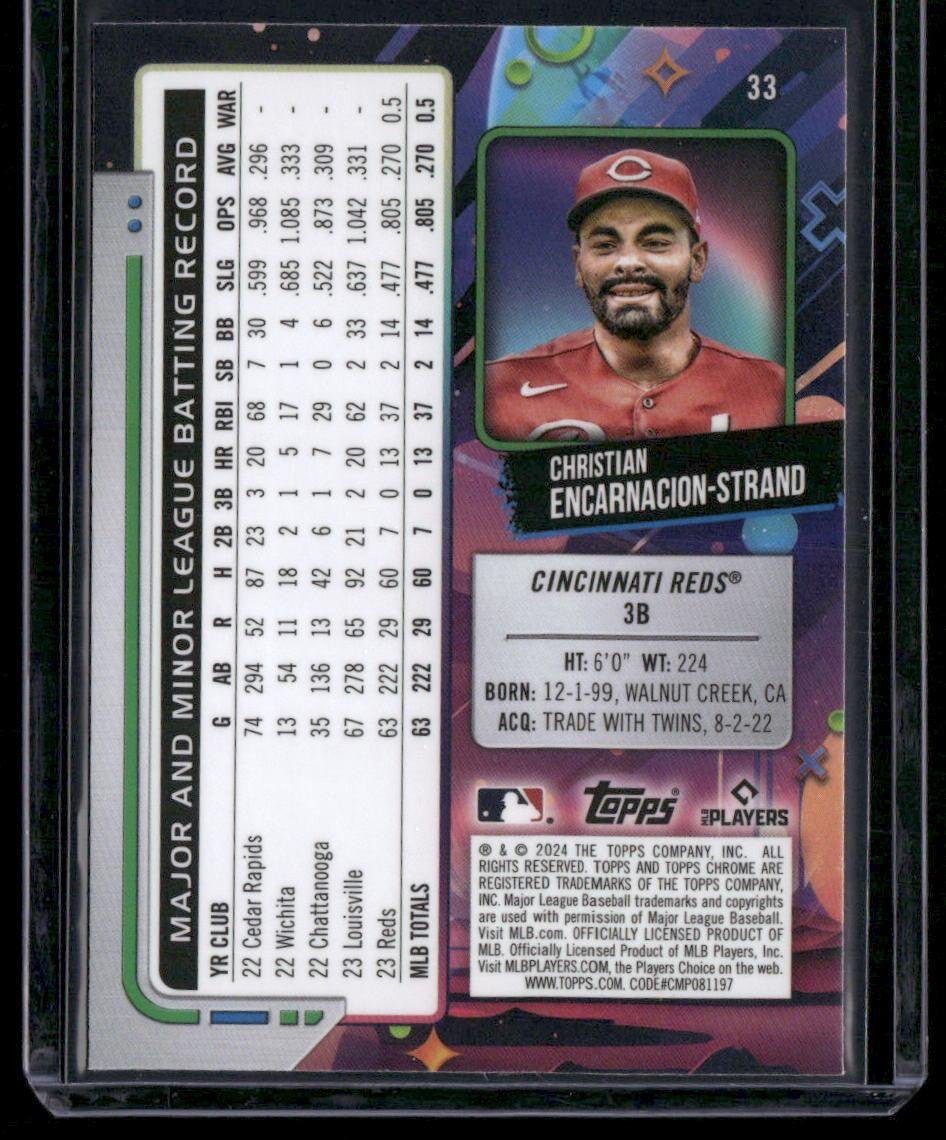 33
MAJOR AND MINOR LEAGUE BATTING RECORD
YR CLUB G AB R H 2B 3B HR RBI SB BB SLG OPS AVG WAR
22 Cedar Rapids 74 294 52 87 23 3 20 68 7 30 .599 .968 .296 -
22 Wichita 13 54 11 18 2 1 5 17 1 4 .685 1.085 .333 -
22 Chattanooga 35 136 13 42 6 1 7 29 0 6 .522 .873 .309 -
23 Louisville 67 278 65 92 21 2 20 62 2 33 .637 1.042 .331 -
23 Reds 63 222 29 60 7 0 13 37 2 14 .477 .805 .270 0.5
MLB TOTALS 63 222 29 60 7 0 13 37 2 14 .477 .805 .270 0.5
CHRISTIAN
ENCARNACION-STRAND
CINCINNATI REDS®
3B
HT: 6'0" WT: 224
BORN: 12-1-99, WALNUT CREEK, CA
ACQ: TRADE WITH TWINS, 8-2-22
Topps®
MLB PLAYERS
® & © 2024 THE TOPPS COMPANY, INC. ALL
RIGHTS RESERVED. TOPPS AND TOPPS CHROME ARE
REGISTERED TRADEMARKS OF THE TOPPS COMPANY,
INC. Major League Baseball trademarks and copyrights
are used with permission of Major League Baseball.
Visit MLB.com. OFFICIALLY LICENSED PRODUCT OF
MLB. Officially Licensed Product of MLB Players, Inc.
Visit MLBPLAYERS.COM, the Players Choice on the web.
WWW.TOPPS.COM. CODE#CMP081197